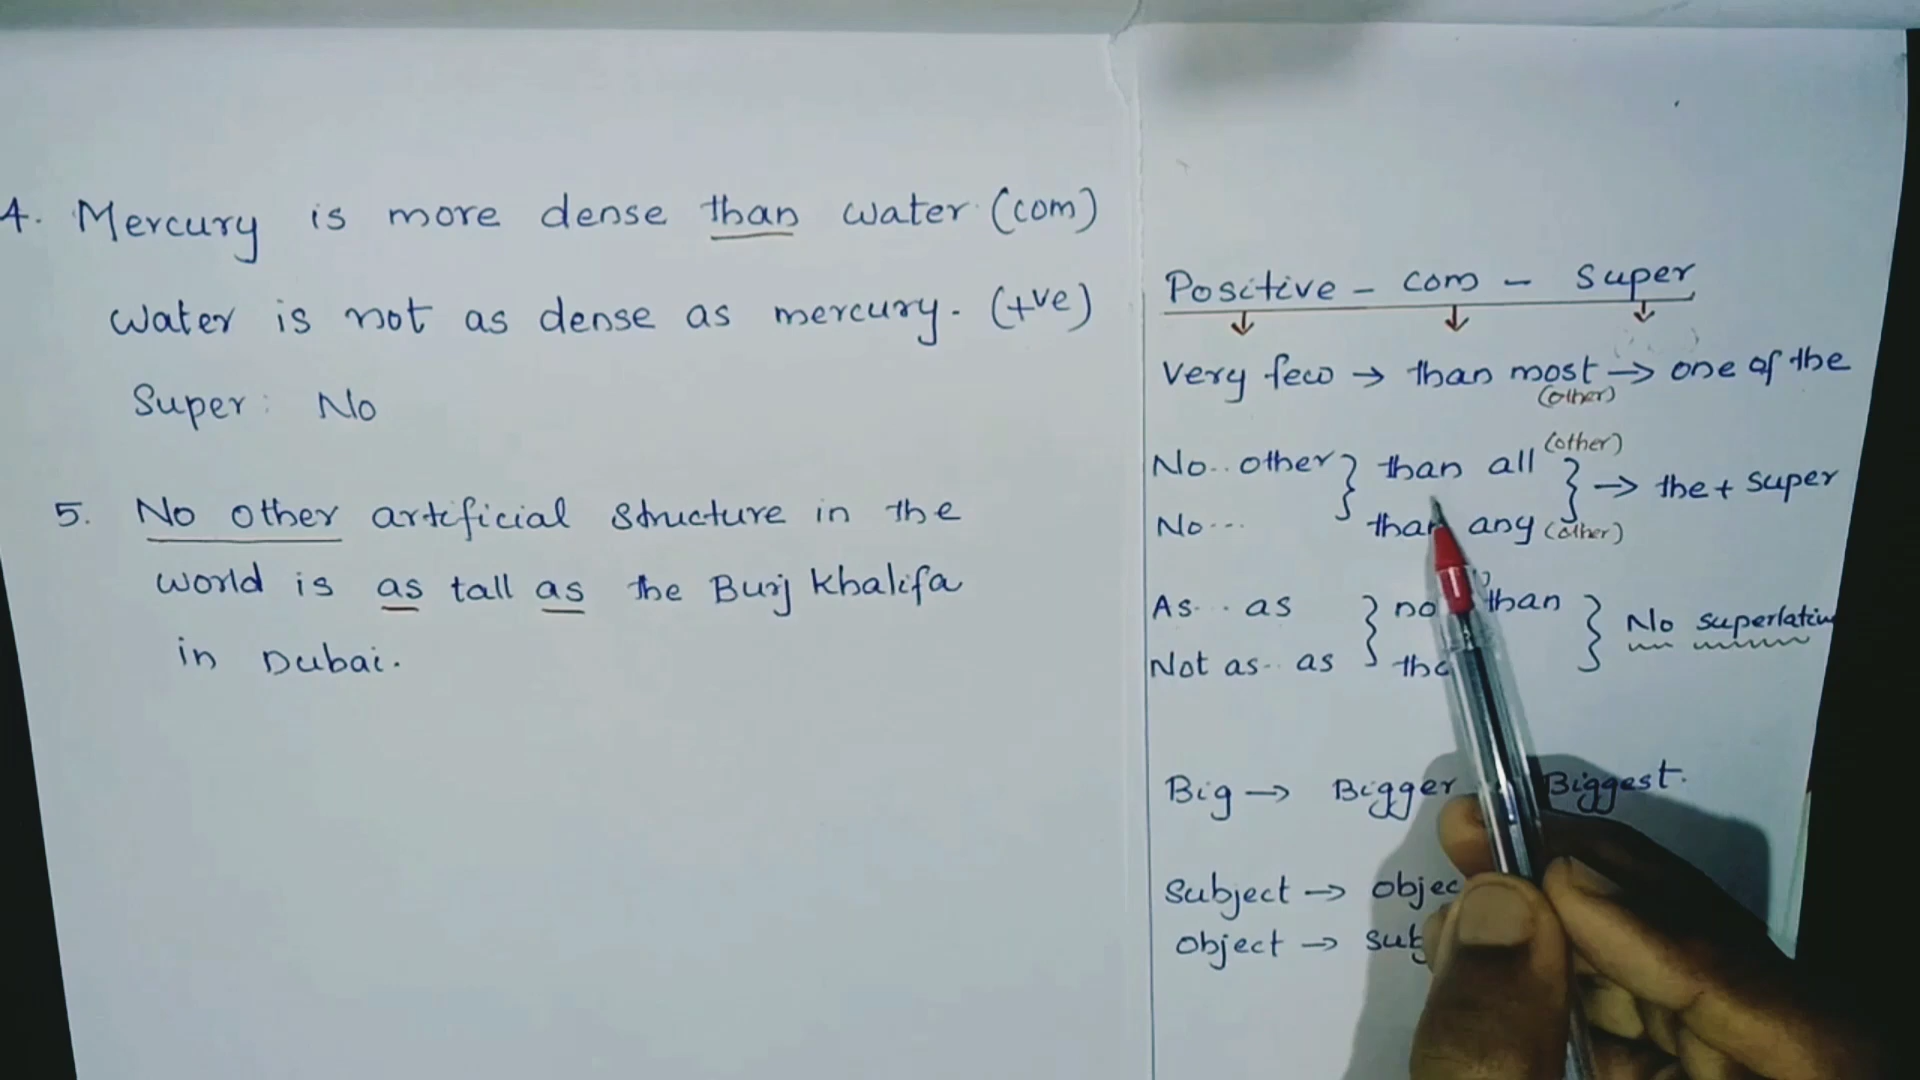 4. Mercury is more dense than water (com)
water is not as dense as mercury. (+ve)
Super: No
5. No other artificial structure in the
world is as tall as the Burj Khalifa
in Dubai.
Positive - com - Super
Very few → than most → one of the
(other)
No.. other } than all (other) } → the + super
No... than any (other)
As... as } no than } No superlative
Not as.. as
Big → Bigger Biggest.
Subject →
object →